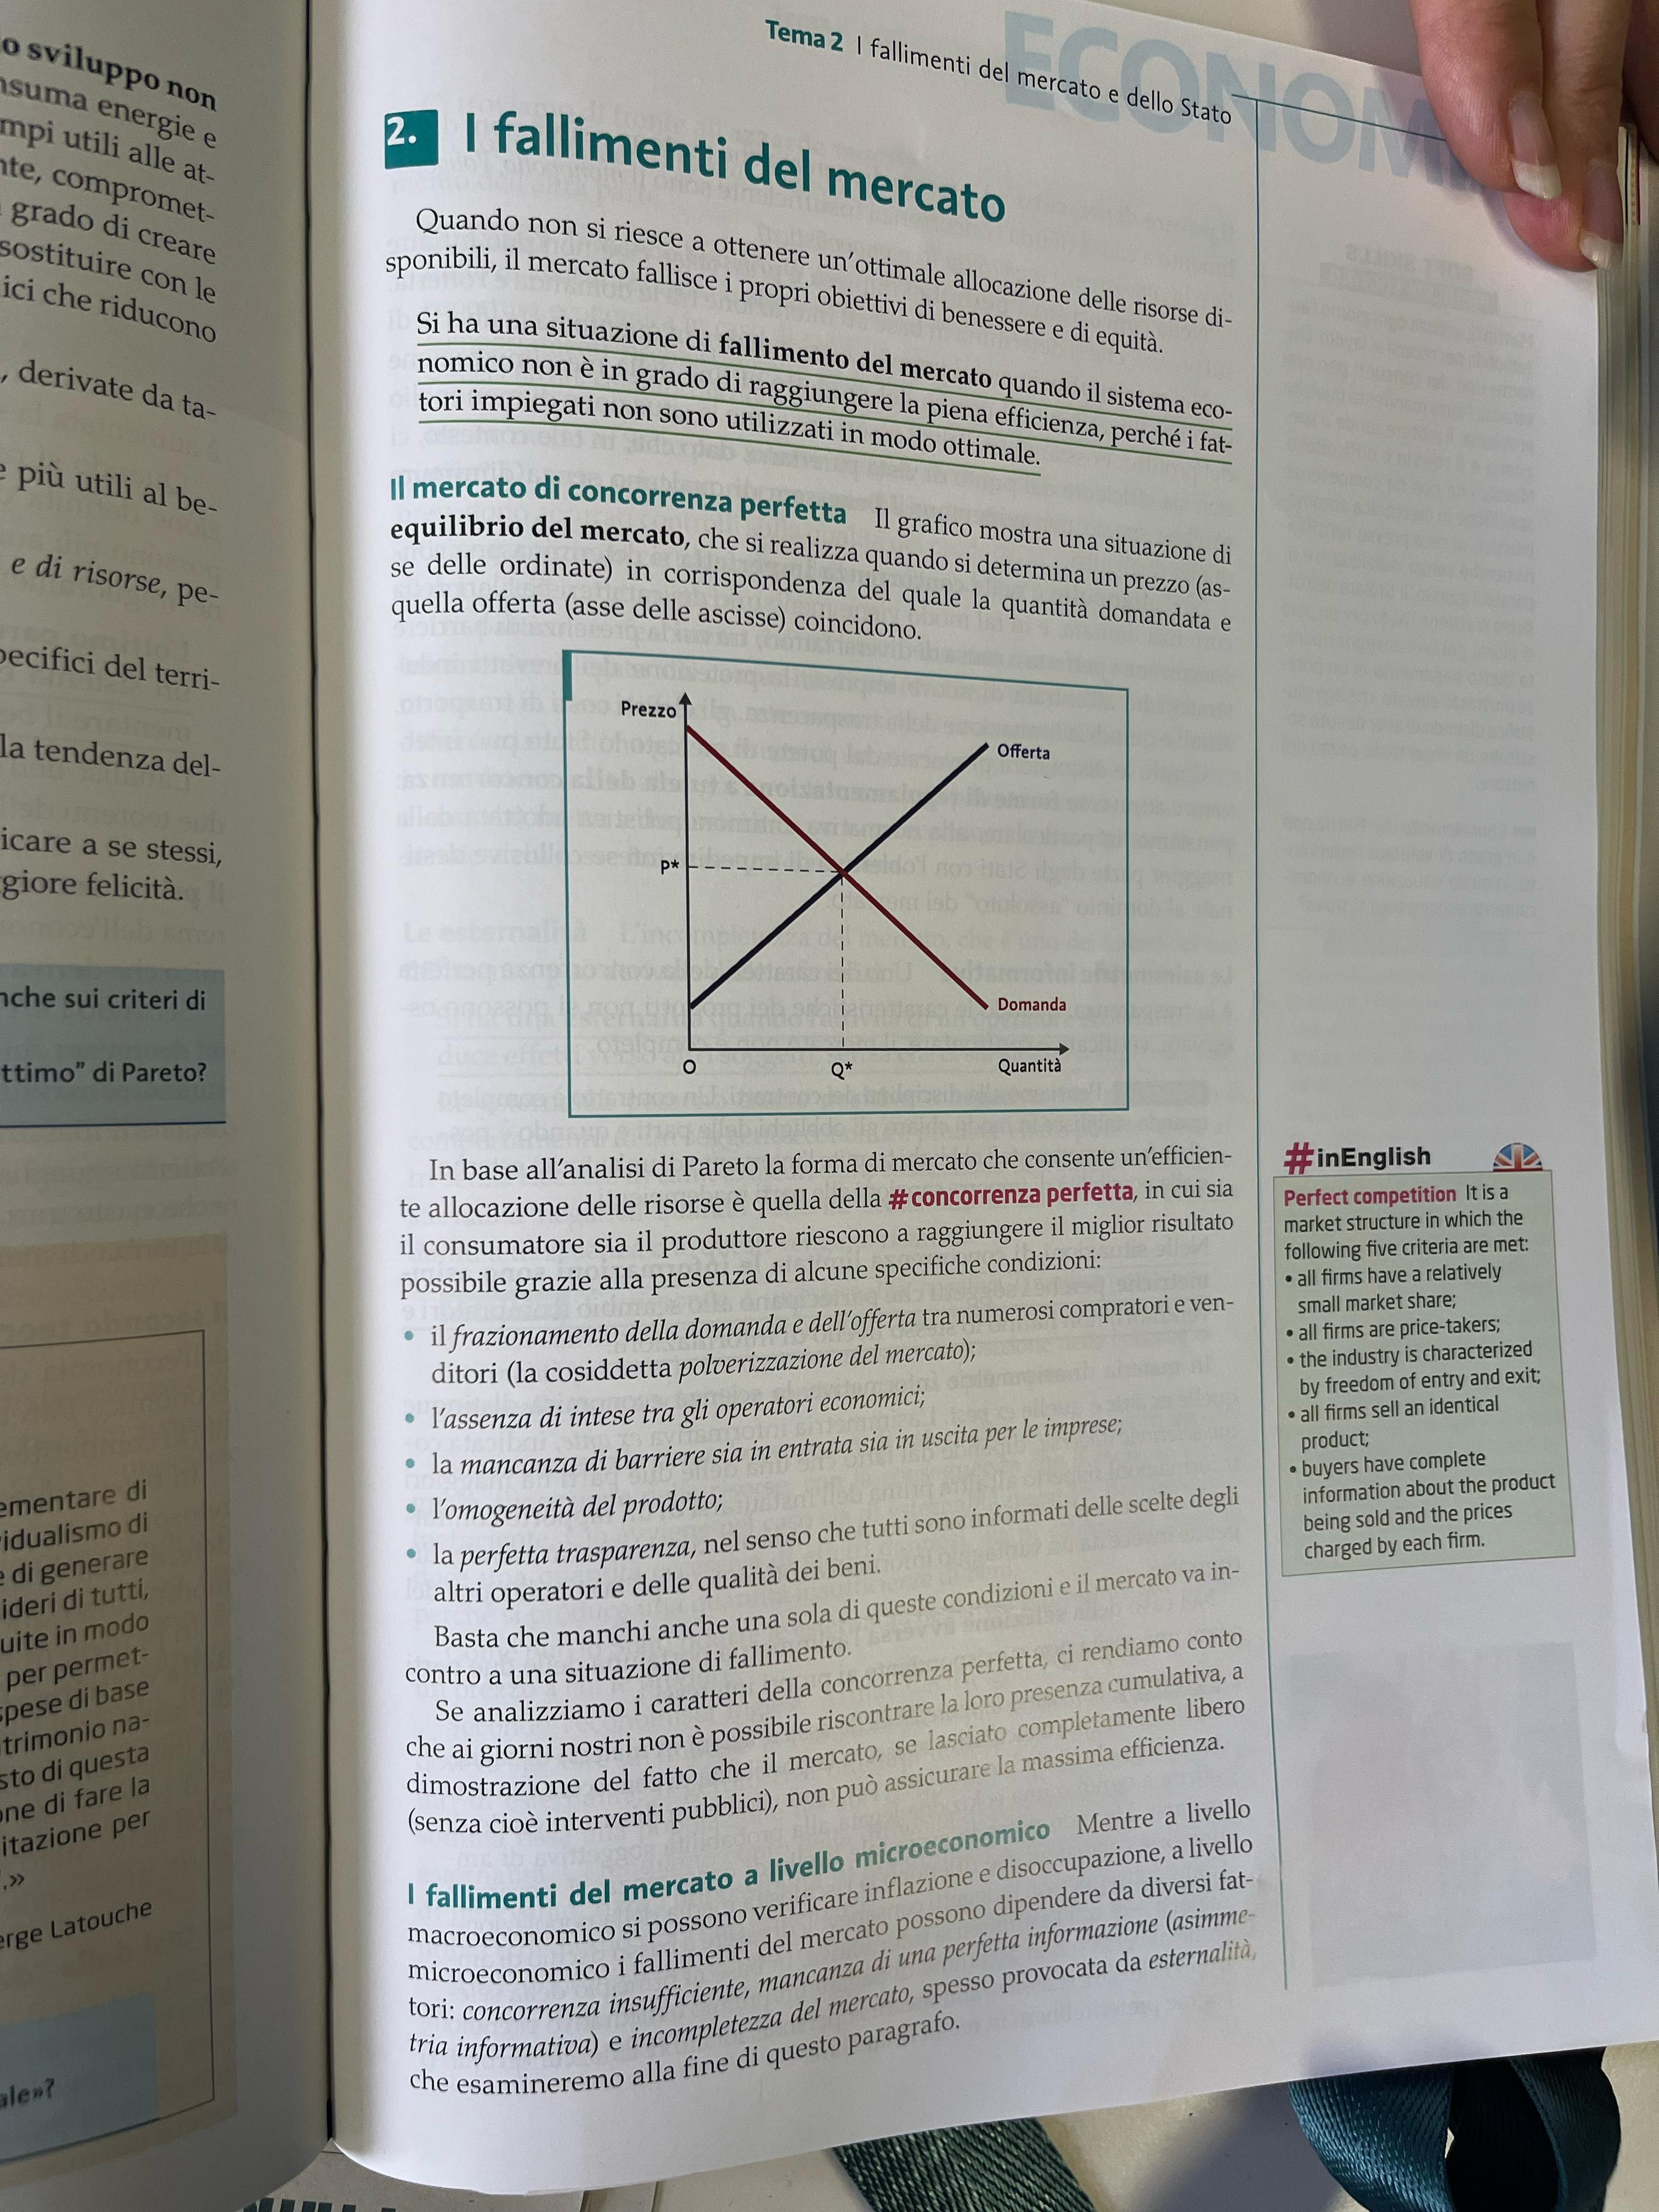 o sviluppo non
nsuma energie e
mpi utili alle at-
nte, compromet-
grado di creare
sostituire con le
ici che riducono
, derivate da ta-
e più utili al be-
e di risorse, pe-
pecifici del terri-
la tendenza del-
icare a se stessi,
giore felicità.
nche sui criteri di
ttimo” di Pareto?
ementare di
vidualismo di
e di generare
ideri di tutti,
uite in modo
per permet-
spese di base
trimonio na-
sto di questa
one di fare la
itazione per
.»
erge Latouche
ale»?
Tema 2 I fallimenti del mercato e dello Stato
ECONOM
2. I fallimenti del mercato
Quando non si riesce a ottenere un’ottimale allocazione delle risorse di-
sponibili, il mercato fallisce i propri obiettivi di benessere e di equità.
Si ha una situazione di fallimento del mercato quando il sistema eco-
nomico non è in grado di raggiungere la piena efficienza, perché i fat-
tori impiegati non sono utilizzati in modo ottimale.
Il mercato di concorrenza perfetta Il grafico mostra una situazione di
equilibrio del mercato, che si realizza quando si determina un prezzo (as-
se delle ordinate) in corrispondenza del quale la quantità domandata e
quella offerta (asse delle ascisse) coincidono.
Prezzo
Offerta
P*
Domanda
O
Q*
Quantità
In base all’analisi di Pareto la forma di mercato che consente un’efficien-
te allocazione delle risorse è quella della #concorrenza perfetta, in cui sia
il consumatore sia il produttore riescono a raggiungere il miglior risultato
possibile grazie alla presenza di alcune specifiche condizioni:
• il frazionamento della domanda e dell’offerta tra numerosi compratori e ven-
ditori (la cosiddetta polverizzazione del mercato);
• l’assenza di intese tra gli operatori economici;
• la mancanza di barriere sia in entrata sia in uscita per le imprese;
• l’omogeneità del prodotto;
• la perfetta trasparenza, nel senso che tutti sono informati delle scelte degli
altri operatori e delle qualità dei beni.
Basta che manchi anche una sola di queste condizioni e il mercato va in-
contro a una situazione di fallimento.
Se analizziamo i caratteri della concorrenza perfetta, ci rendiamo conto
che ai giorni nostri non è possibile riscontrare la loro presenza cumulativa, a
dimostrazione del fatto che il mercato, se lasciato completamente libero
(senza cioè interventi pubblici), non può assicurare la massima efficienza.
I fallimenti del mercato a livello microeconomico Mentre a livello
macroeconomico si possono verificare inflazione e disoccupazione, a livello
microeconomico i fallimenti del mercato possono dipendere da diversi fat-
tori: concorrenza insufficiente, mancanza di una perfetta informazione (asimme-
tria informativa) e incompletezza del mercato, spesso provocata da esternalità,
che esamineremo alla fine di questo paragrafo.
#inEnglish
Perfect competition It is a
market structure in which the
following five criteria are met:
• all firms have a relatively
small market share;
• all firms are price-takers;
• the industry is characterized
by freedom of entry and exit;
• all firms sell an identical
product;
• buyers have complete
information about the product
being sold and the prices
charged by each firm.